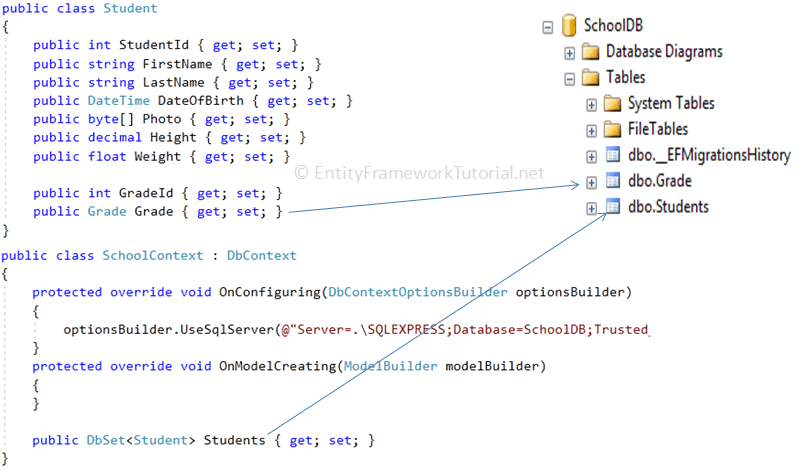 public class Student
{
public int StudentId { get; set; }
public string FirstName { get; set; }
public string LastName { get; set; }
public DateTime DateOfBirth { get; set; }
public byte[] Photo { get; set; }
public decimal Height { get; set; }
public float Weight { get; set; }
© EntityFrameworkTutorial.net
public int GradeId { get; set; }
public Grade Grade { get; set; }
}
public class SchoolContext : DbContext
{
protected override void OnConfiguring(DbContextOptionsBuilder optionsBuilder)
{
optionsBuilder.UseSqlServer(@"Server=.\SQLEXPRESS;Database=SchoolDB;Trusted_
}
protected override void OnModelCreating(ModelBuilder modelBuilder)
{
}
public DbSet<Student> Students { get; set; }
}
SchoolDB
Database Diagrams
Tables
System Tables
FileTables
dbo.__EFMigrationsHistory
dbo.Grade
dbo.Students